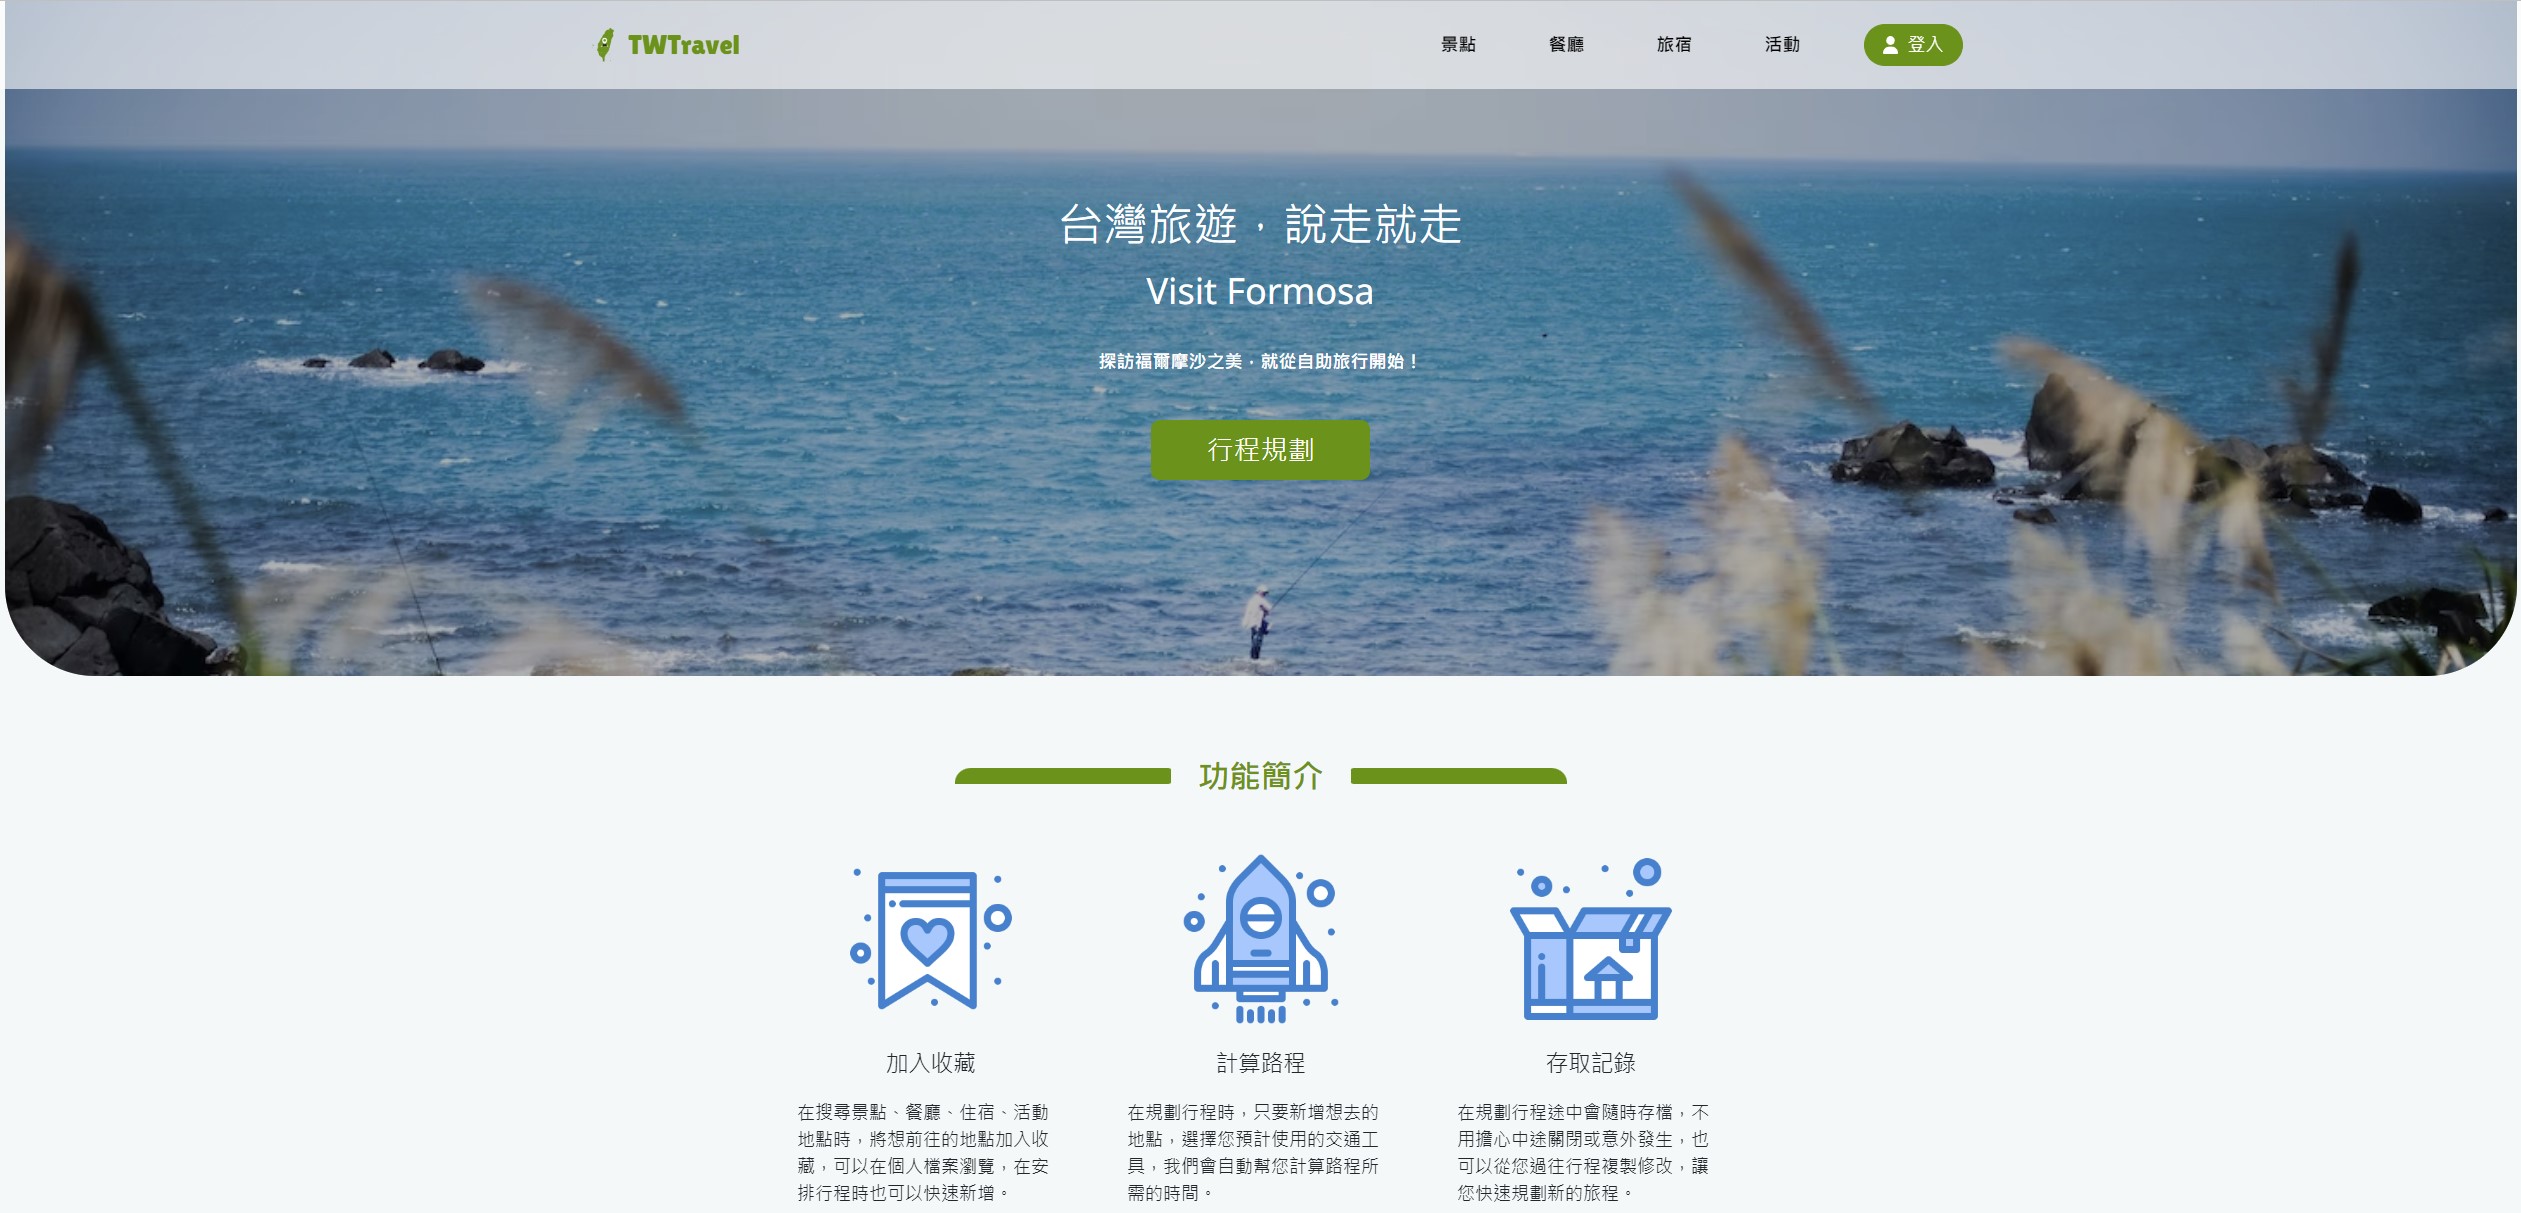 TWTravel
景點
餐廳
旅宿
活動
登入
台灣旅遊，說走就走
Visit Formosa
探訪福爾摩沙之美，就從自助旅行開始！
行程規劃
功能簡介
加入收藏
在搜尋景點、餐廳、住宿、活動
地點時，將想前往的地點加入收
藏，可以在個人檔案瀏覽，在安
排行程時也可以快速新增。
計算路程
在規劃行程時，只要新增想去的
地點，選擇您預計使用的交通工
具，我們會自動幫您計算路程所
需的時間。
存取記錄
在規劃行程途中會隨時存檔，不
用擔心中途關閉或意外發生，也
可以從您過往行程複製修改，讓
您快速規劃新的旅程。